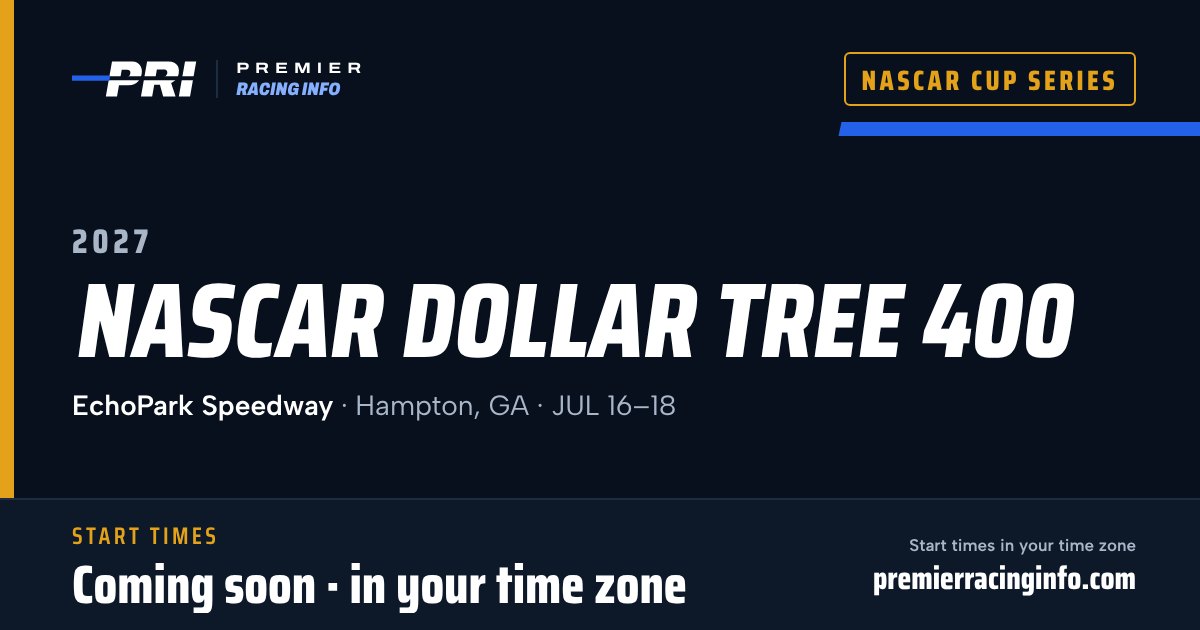 PRI
PREMIER
RACING INFO
NASCAR CUP SERIES
2027
NASCAR DOLLAR TREE 400
EchoPark Speedway · Hampton, GA · JUL 16–18
START TIMES
Coming soon · in your time zone
Start times in your time zone
premierracinginfo.com